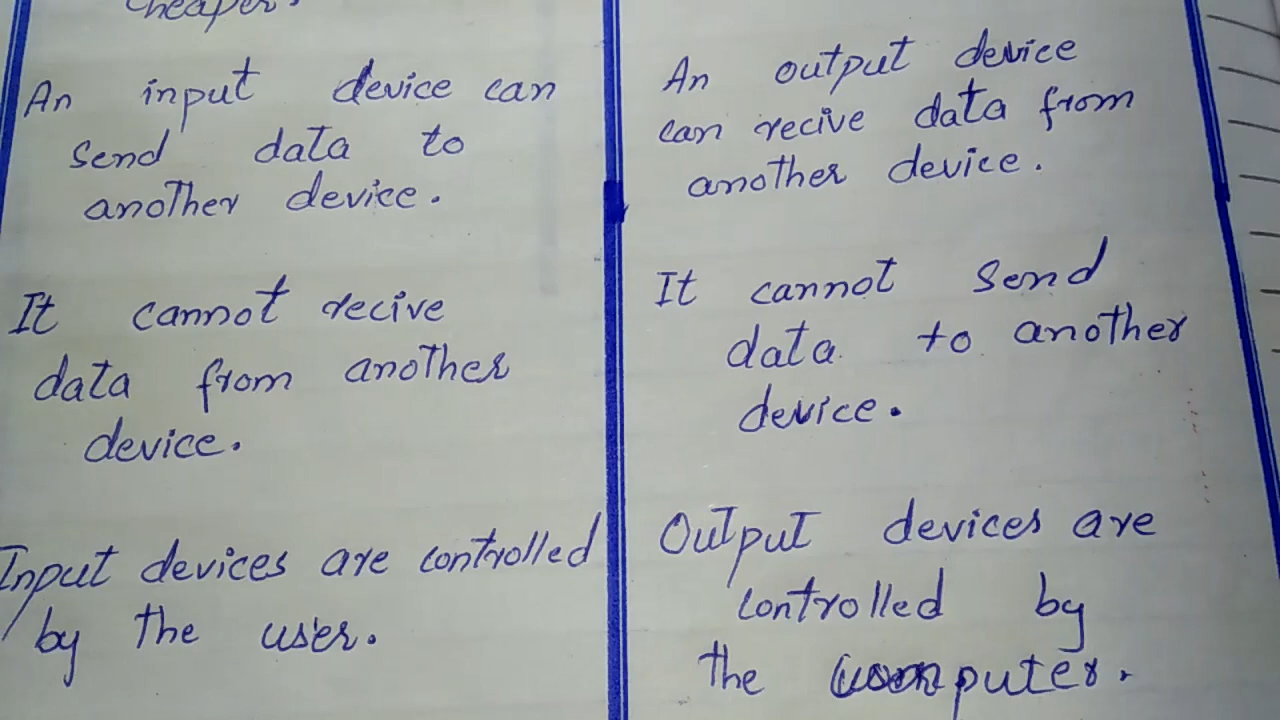 Cheaper.
An input device can
send data to
another device.
It cannot recive
data from another
device.
Input devices are controlled
by the user.
An output device
can recive data from
another device.
It cannot send
data to another
device.
Output devices are
controlled by
the computer.